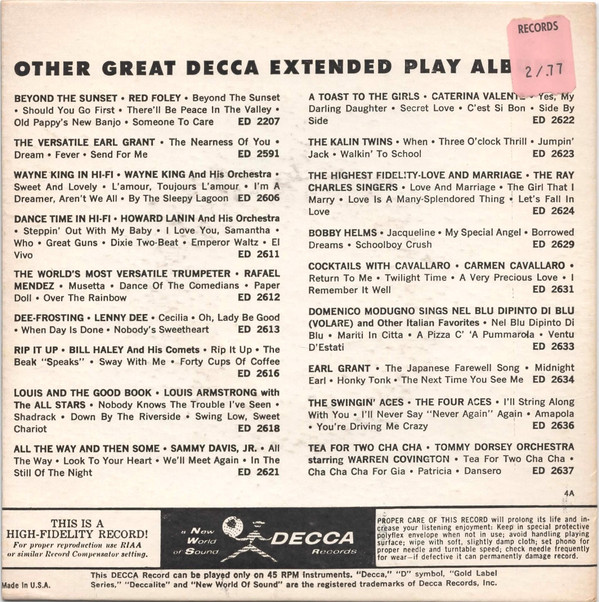 RECORDS
2/.77
OTHER GREAT DECCA EXTENDED PLAY ALB
BEYOND THE SUNSET • RED FOLEY • Beyond The Sunset
• Should You Go First • There'll Be Peace In The Valley •
Old Pappy's New Banjo • Someone To Care ED 2207
THE VERSATILE EARL GRANT • The Nearness Of You •
Dream • Fever • Send For Me ED 2591
WAYNE KING IN HI-FI • WAYNE KING And His Orchestra •
Sweet And Lovely • L'amour, Toujours L'amour • I'm A
Dreamer, Aren't We All • By The Sleepy Lagoon ED 2606
DANCE TIME IN HI-FI • HOWARD LANIN And His Orchestra
• Steppin' Out With My Baby • I Love You, Samantha •
Who • Great Guns • Dixie Two-Beat • Emperor Waltz • El
Vivo ED 2611
THE WORLD'S MOST VERSATILE TRUMPETER • RAFAEL
MENDEZ • Musetta • Dance Of The Comedians • Paper
Doll • Over The Rainbow ED 2612
DEE-FROSTING • LENNY DEE • Cecilia • Oh, Lady Be Good
• When Day Is Done • Nobody's Sweetheart ED 2613
RIP IT UP • BILL HALEY And His Comets • Rip It Up • The
Beak "Speaks" • Sway With Me • Forty Cups Of Coffee
ED 2616
LOUIS AND THE GOOD BOOK • LOUIS ARMSTRONG with
The ALL STARS • Nobody Knows The Trouble I've Seen •
Shadrack • Down By The Riverside • Swing Low, Sweet
Chariot ED 2618
ALL THE WAY AND THEN SOME • SAMMY DAVIS, JR. • All
The Way • Look To Your Heart • We'll Meet Again • In The
Still Of The Night ED 2621
A TOAST TO THE GIRLS • CATERINA VALENTE • Yes, My
Darling Daughter • Secret Love • C'est Si Bon • Side By
Side ED 2622
THE KALIN TWINS • When • Three O'clock Thrill • Jumpin'
Jack • Walkin' To School ED 2623
THE HIGHEST FIDELITY-LOVE AND MARRIAGE • THE RAY
CHARLES SINGERS • Love And Marriage • The Girl That I
Marry • Love Is A Many-Splendored Thing • Let's Fall In
Love ED 2624
BOBBY HELMS • Jacqueline • My Special Angel • Borrowed
Dreams • Schoolboy Crush ED 2629
COCKTAILS WITH CAVALLARO • CARMEN CAVALLARO •
Return To Me • Twilight Time • A Very Precious Love • I
Remember It Well ED 2631
DOMENICO MODUGNO SINGS NEL BLU DIPINTO DI BLU
(VOLARE) and Other Italian Favorites • Nel Blu Dipinto Di
Blu • Mariti In Citta • A Pizza C' 'A Pummarola • Ventu
D'Estati ED 2633
EARL GRANT • The Japanese Farewell Song • Midnight
Earl • Honky Tonk • The Next Time You See Me ED 2634
THE SWINGIN' ACES • THE FOUR ACES • I'll String Along
With You • I'll Never Say "Never Again" Again • Amapola
• You're Driving Me Crazy ED 2636
TEA FOR TWO CHA CHA • TOMMY DORSEY ORCHESTRA
starring WARREN COVINGTON • Tea For Two Cha Cha •
Cha Cha Cha For Gia • Patricia • Dansero ED 2637
4A
THIS IS A
HIGH-FIDELITY RECORD!
For proper reproduction use RIAA
or similar Record Compensator setting.
a New
World
of Sound
DECCA
Records
PROPER CARE OF THIS RECORD will prolong its life and in-
crease your listening enjoyment: Keep in special protective
polyflex envelope when not in use; avoid handling playing
surface; wipe with soft, slightly damp cloth; set phono for
proper needle and turntable speed; check needle frequently
for wear—if defective it can permanently damage record.
Made In U.S.A.
This DECCA Record can be played only on 45 RPM Instruments. "Decca," "D" symbol, "Gold Label
Series," "Deccalite" and "New World Of Sound" are the registered trademarks of Decca Records, Inc.